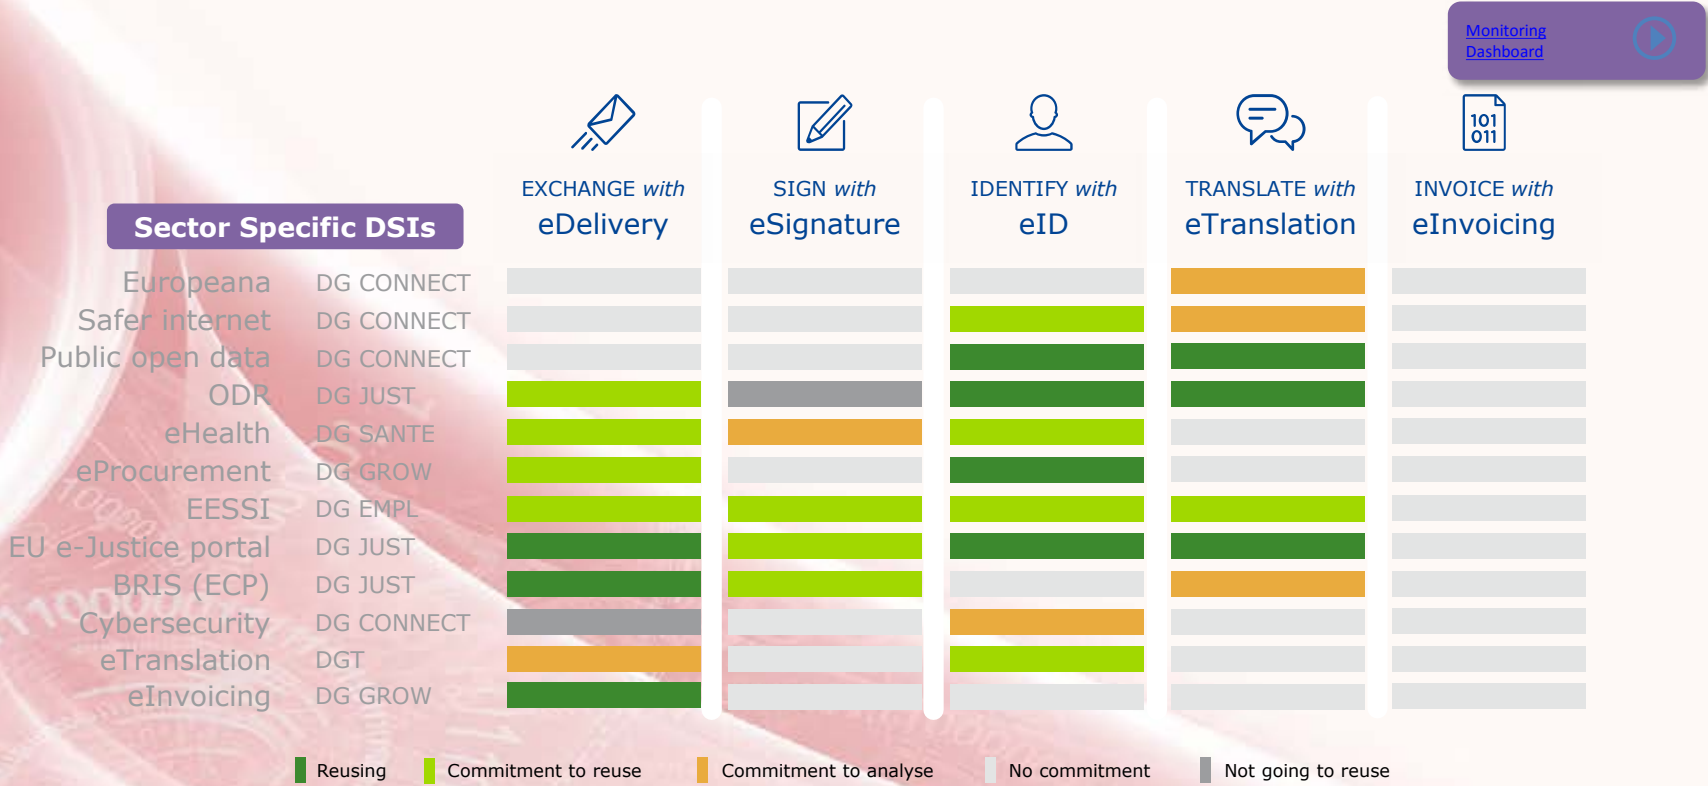 Monitoring
Dashboard
101
011
EXCHANGE with
eDelivery
SIGN with
eSignature
IDENTIFY with
eID
TRANSLATE with
eTranslation
INVOICE with
eInvoicing
Sector Specific DSIs
Europeana DG CONNECT
Safer internet DG CONNECT
Public open data DG CONNECT
ODR DG JUST
eHealth DG SANTE
eProcurement DG GROW
EESSI DG EMPL
EU e-Justice portal DG JUST
BRIS (ECP) DG JUST
Cybersecurity DG CONNECT
eTranslation DGT
eInvoicing DG GROW
Reusing Commitment to reuse Commitment to analyse No commitment Not going to reuse